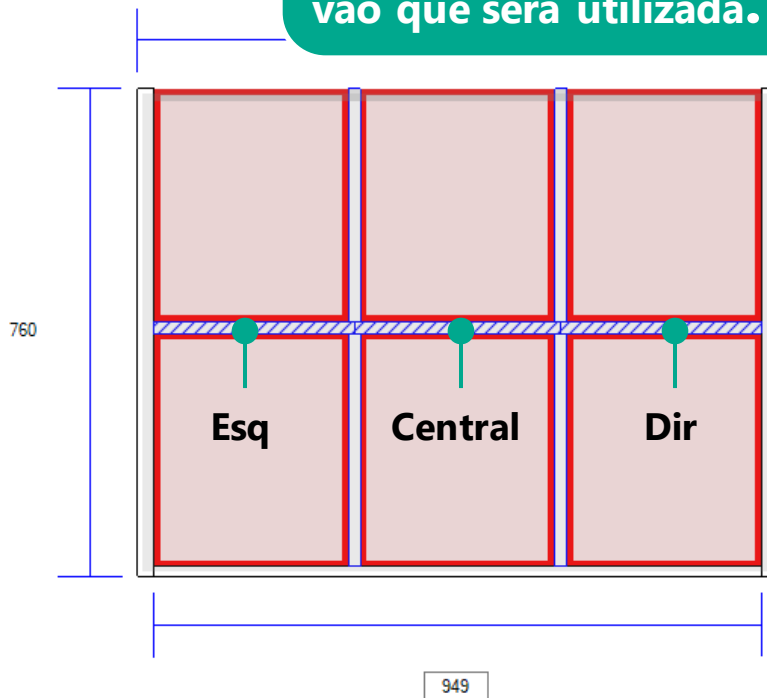 vão que será utilizada.
760
Esq
Central
Dir
949